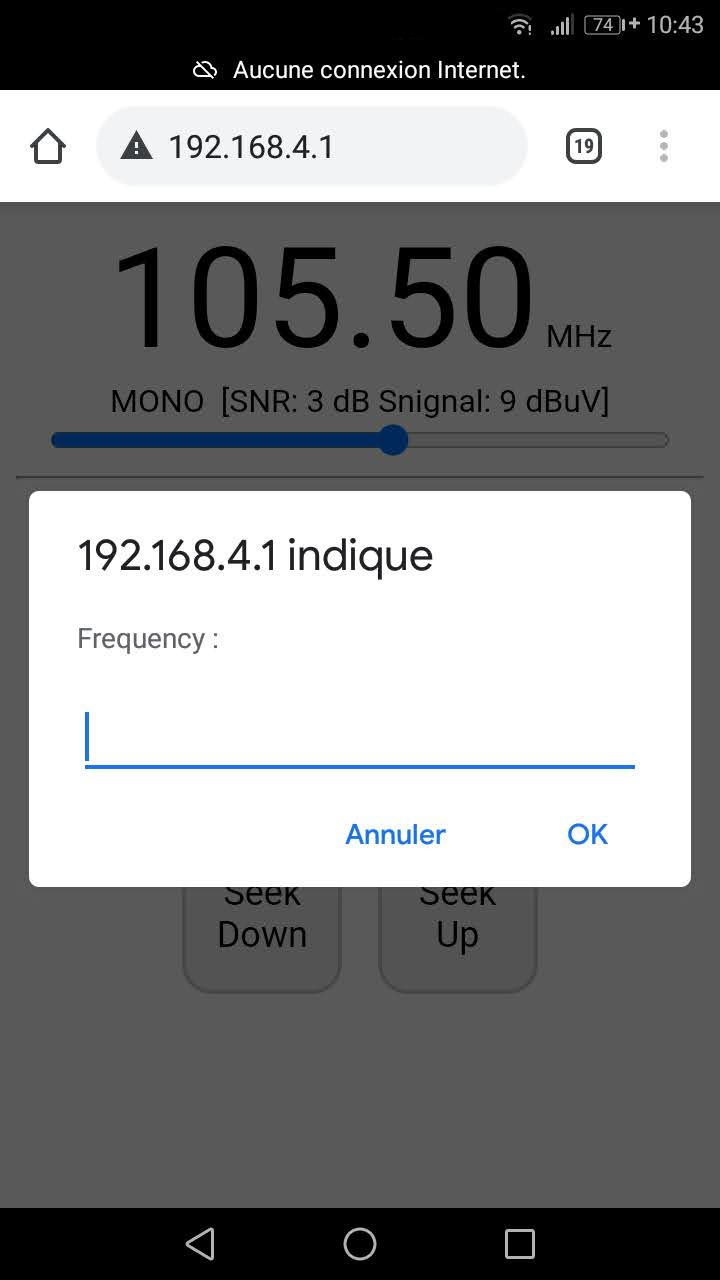 74 10:43
Aucune connexion Internet.
192.168.4.1
19
105.50 MHz
MONO [SNR: 3 dB Snignal: 9 dBuV]
192.168.4.1 indique
Frequency :
Annuler OK
Seek Seek
Down Up